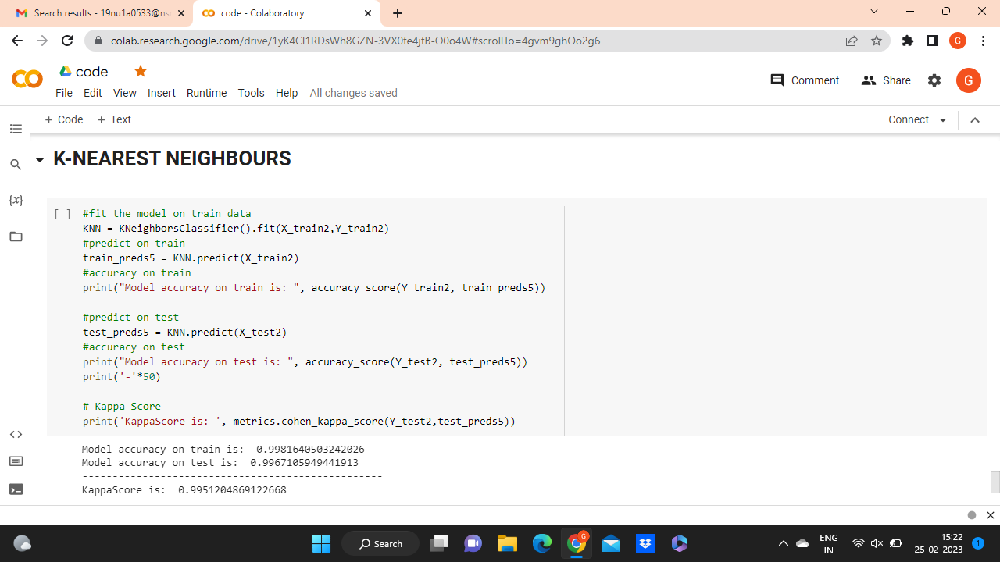 Search results - 19nu1a0533@ns
code - Colaboratory
colab.research.google.com/drive/1yK4CI1RDsWh8GZN-3VX0fe4jfB-O0o4W#scrollTo=4gvm9ghOo2g6
G
code
File Edit View Insert Runtime Tools Help All changes saved
Comment Share G
+ Code + Text
Connect
K-NEAREST NEIGHBOURS
{x}
[ ] #fit the model on train data
KNN = KNeighborsClassifier().fit(X_train2,Y_train2)
#predict on train
train_preds5 = KNN.predict(X_train2)
#accuracy on train
print("Model accuracy on train is: ", accuracy_score(Y_train2, train_preds5))
#predict on test
test_preds5 = KNN.predict(X_test2)
#accuracy on test
print("Model accuracy on test is: ", accuracy_score(Y_test2, test_preds5))
print('-'*50)
# Kappa Score
print('KappaScore is: ', metrics.cohen_kappa_score(Y_test2,test_preds5))
Model accuracy on train is:  0.9981640503242026
Model accuracy on test is:  0.9967105949441913
--------------------------------------------------
KappaScore is:  0.9951204869122668
Search
G
ENG
IN
15:22
25-02-2023
1